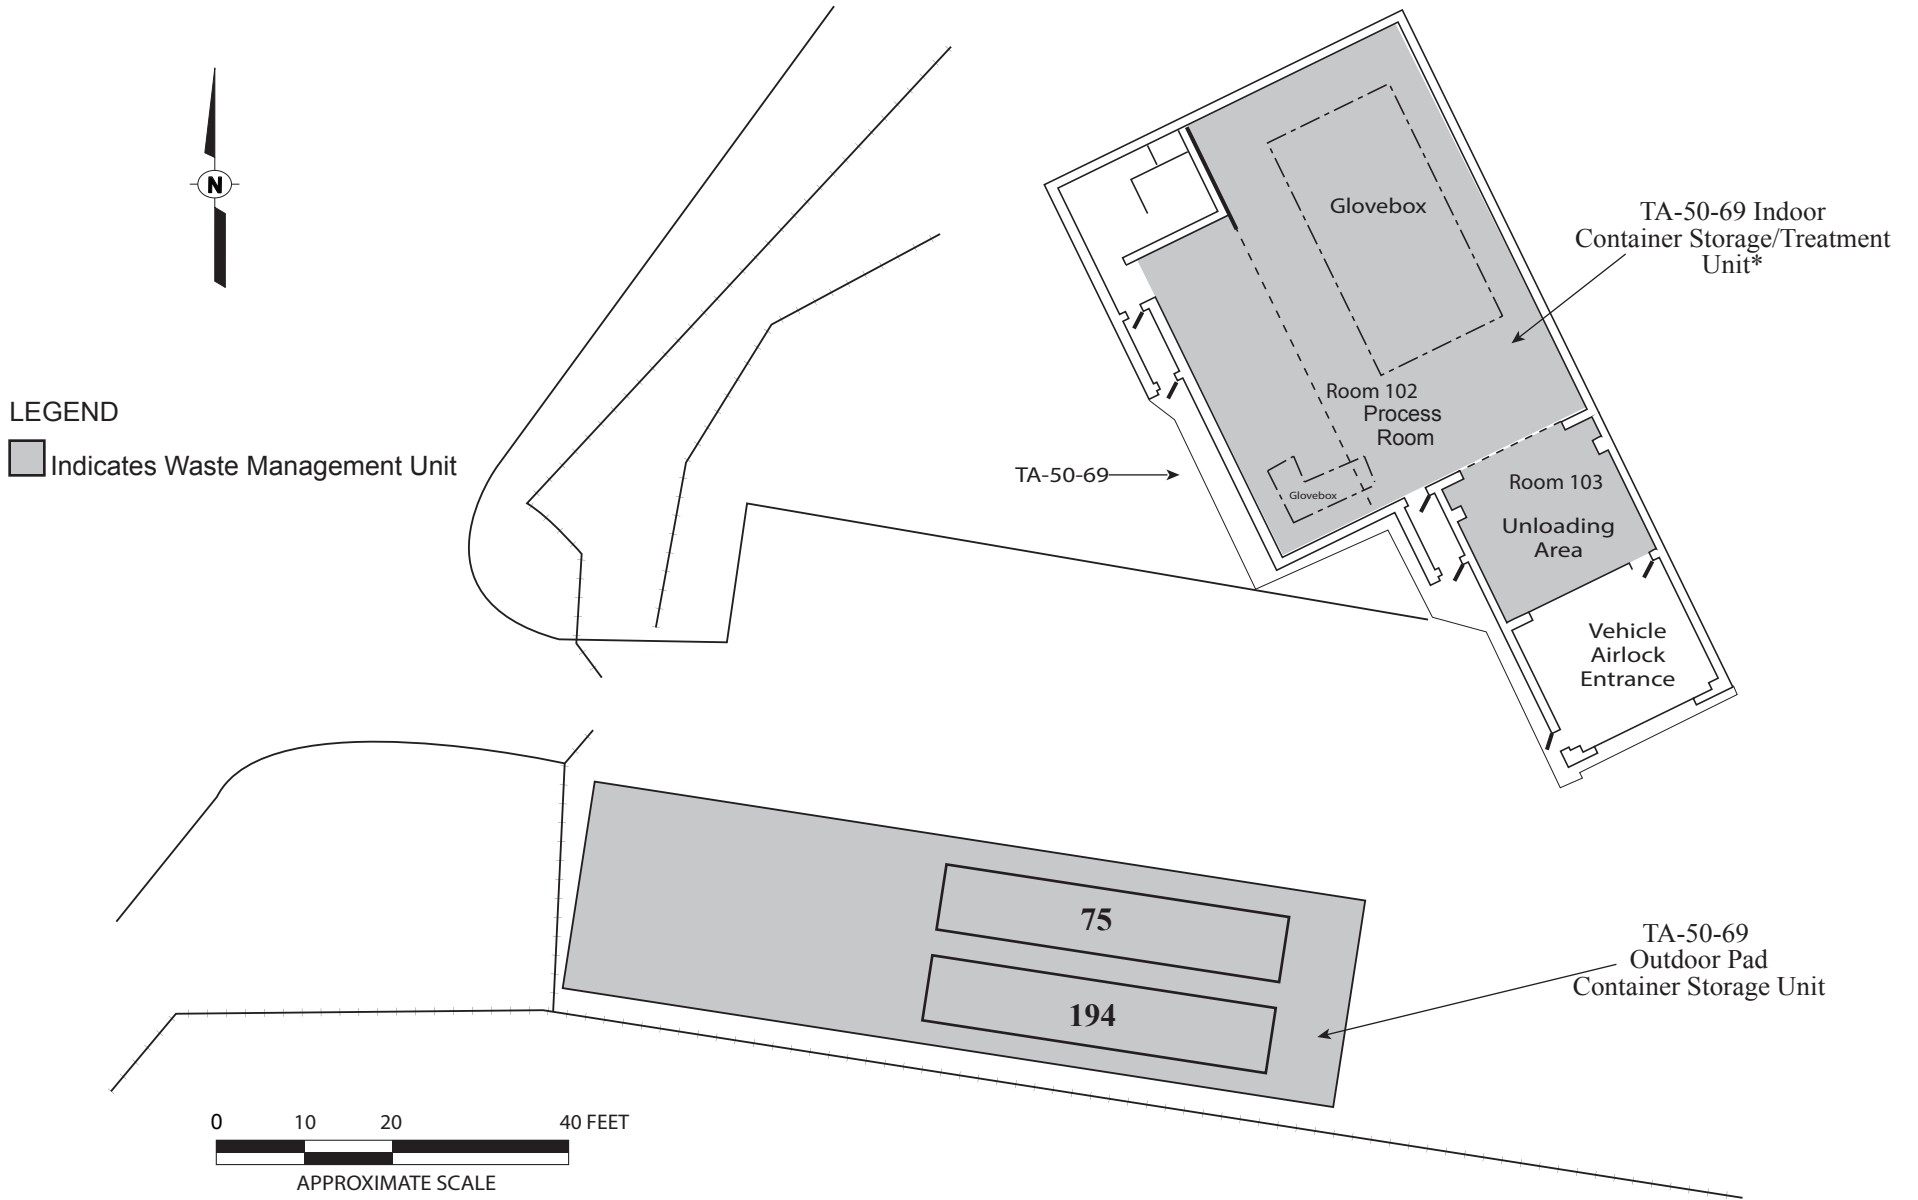 N
Glovebox
TA-50-69 Indoor
Container Storage/Treatment
Unit*
LEGEND
Indicates Waste Management Unit
Room 102
Process
Room
TA-50-69
Glovebox
Room 103
Unloading
Area
Vehicle
Airlock
Entrance
75
194
TA-50-69
Outdoor Pad
Container Storage Unit
0 10 20 40 FEET
APPROXIMATE SCALE